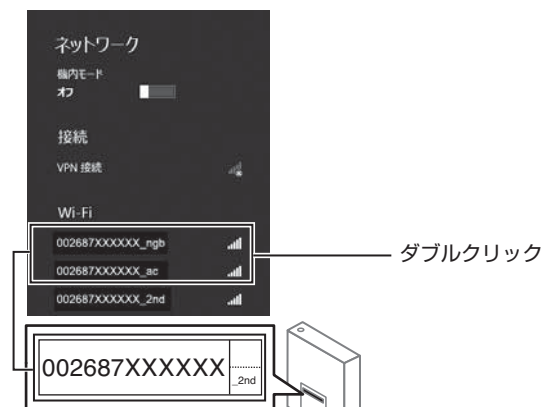 ネットワーク
機内モード
オフ
接続
VPN 接続
Wi-Fi
002687XXXXXX_ngb
ダブルクリック
002687XXXXXX_ac
002687XXXXXX_2nd
002687XXXXXX
_2nd